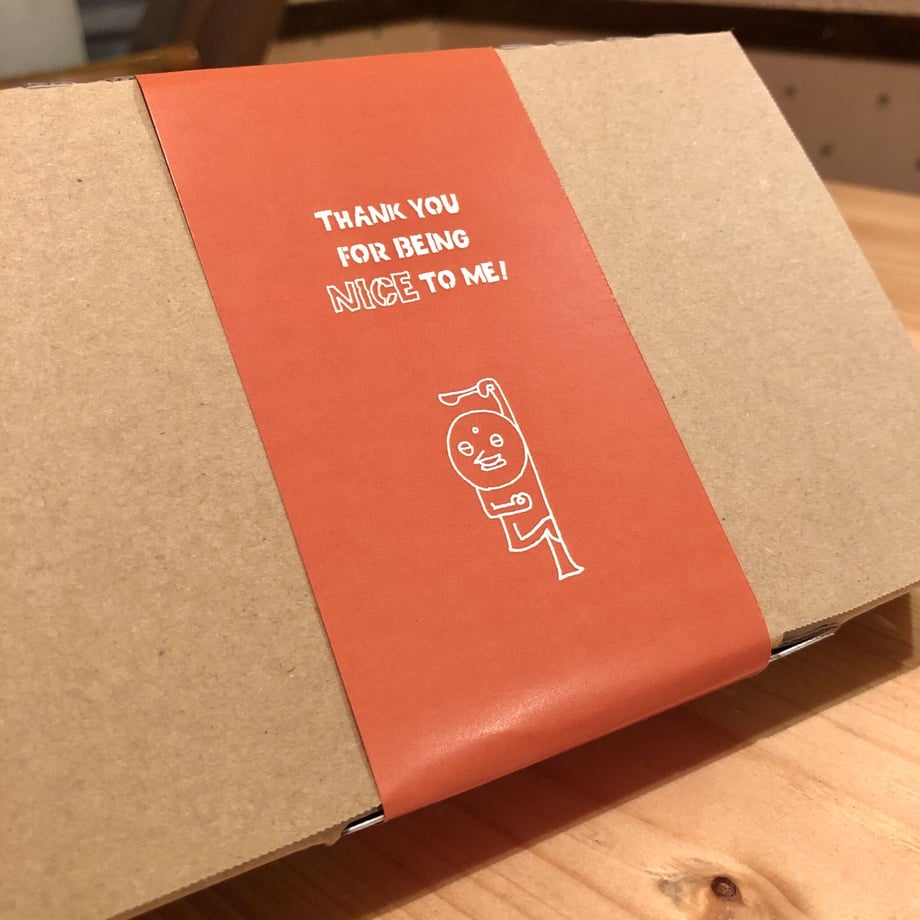 THANK YOU
FOR BEING
NICE TO ME!